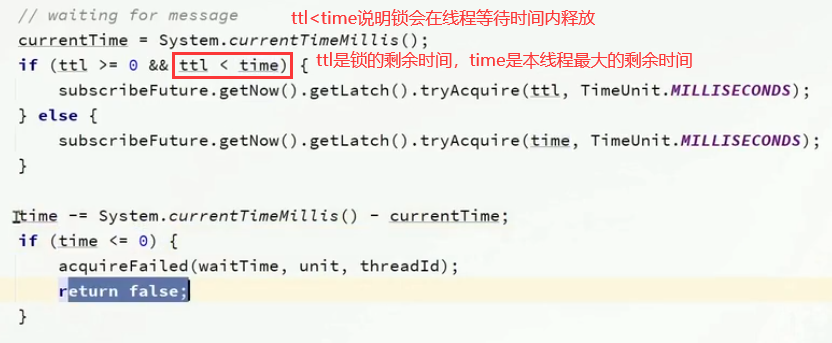 // waiting for message
ttl<time说明锁会在线程等待时间内释放
currentTime = System.currentTimeMillis();
if (ttl >= 0 && ttl < time) {
ttl是锁的剩余时间，time是本线程最大的剩余时间
subscribeFuture.getNow().getLatch().tryAcquire(ttl, TimeUnit.MILLISECONDS);
} else {
subscribeFuture.getNow().getLatch().tryAcquire(time, TimeUnit.MILLISECONDS);
}
time -= System.currentTimeMillis() - currentTime;
if (time <= 0) {
acquireFailed(waitTime, unit, threadId);
return false;
}